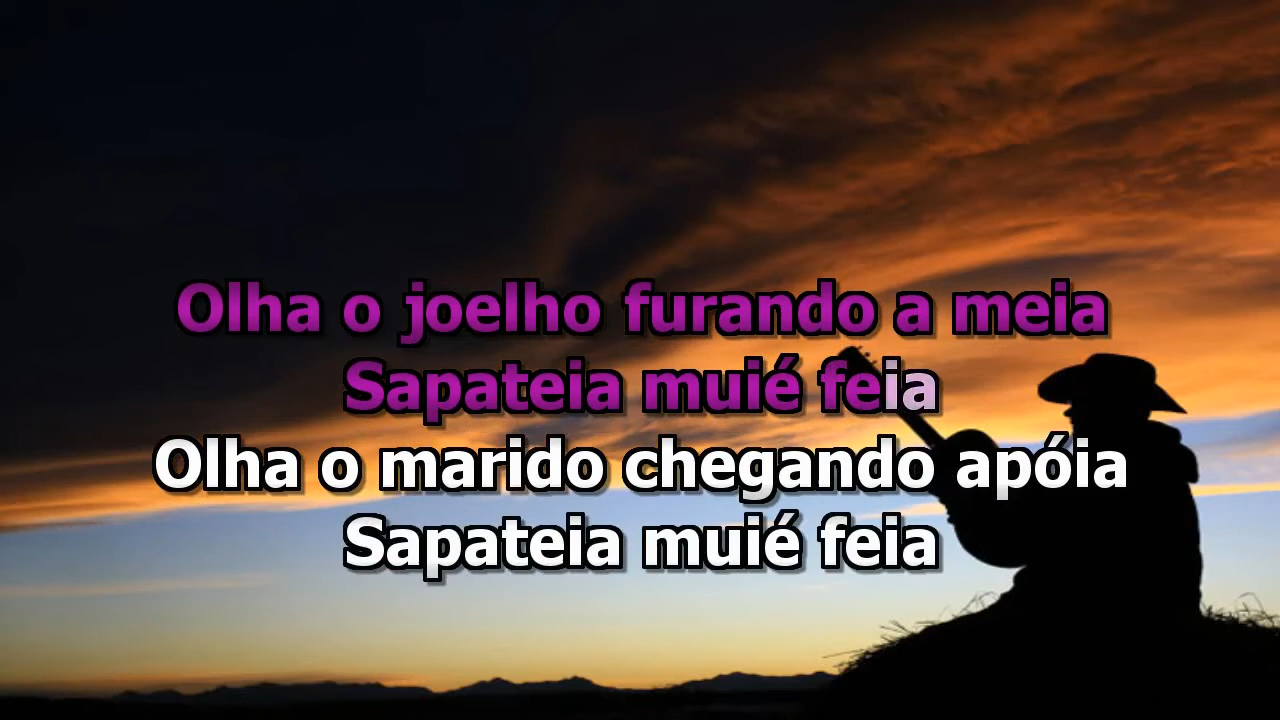 Olha o joelho furando a meia
Sapateia muié feia
Olha o marido chegando apóia
Sapateia muié feia